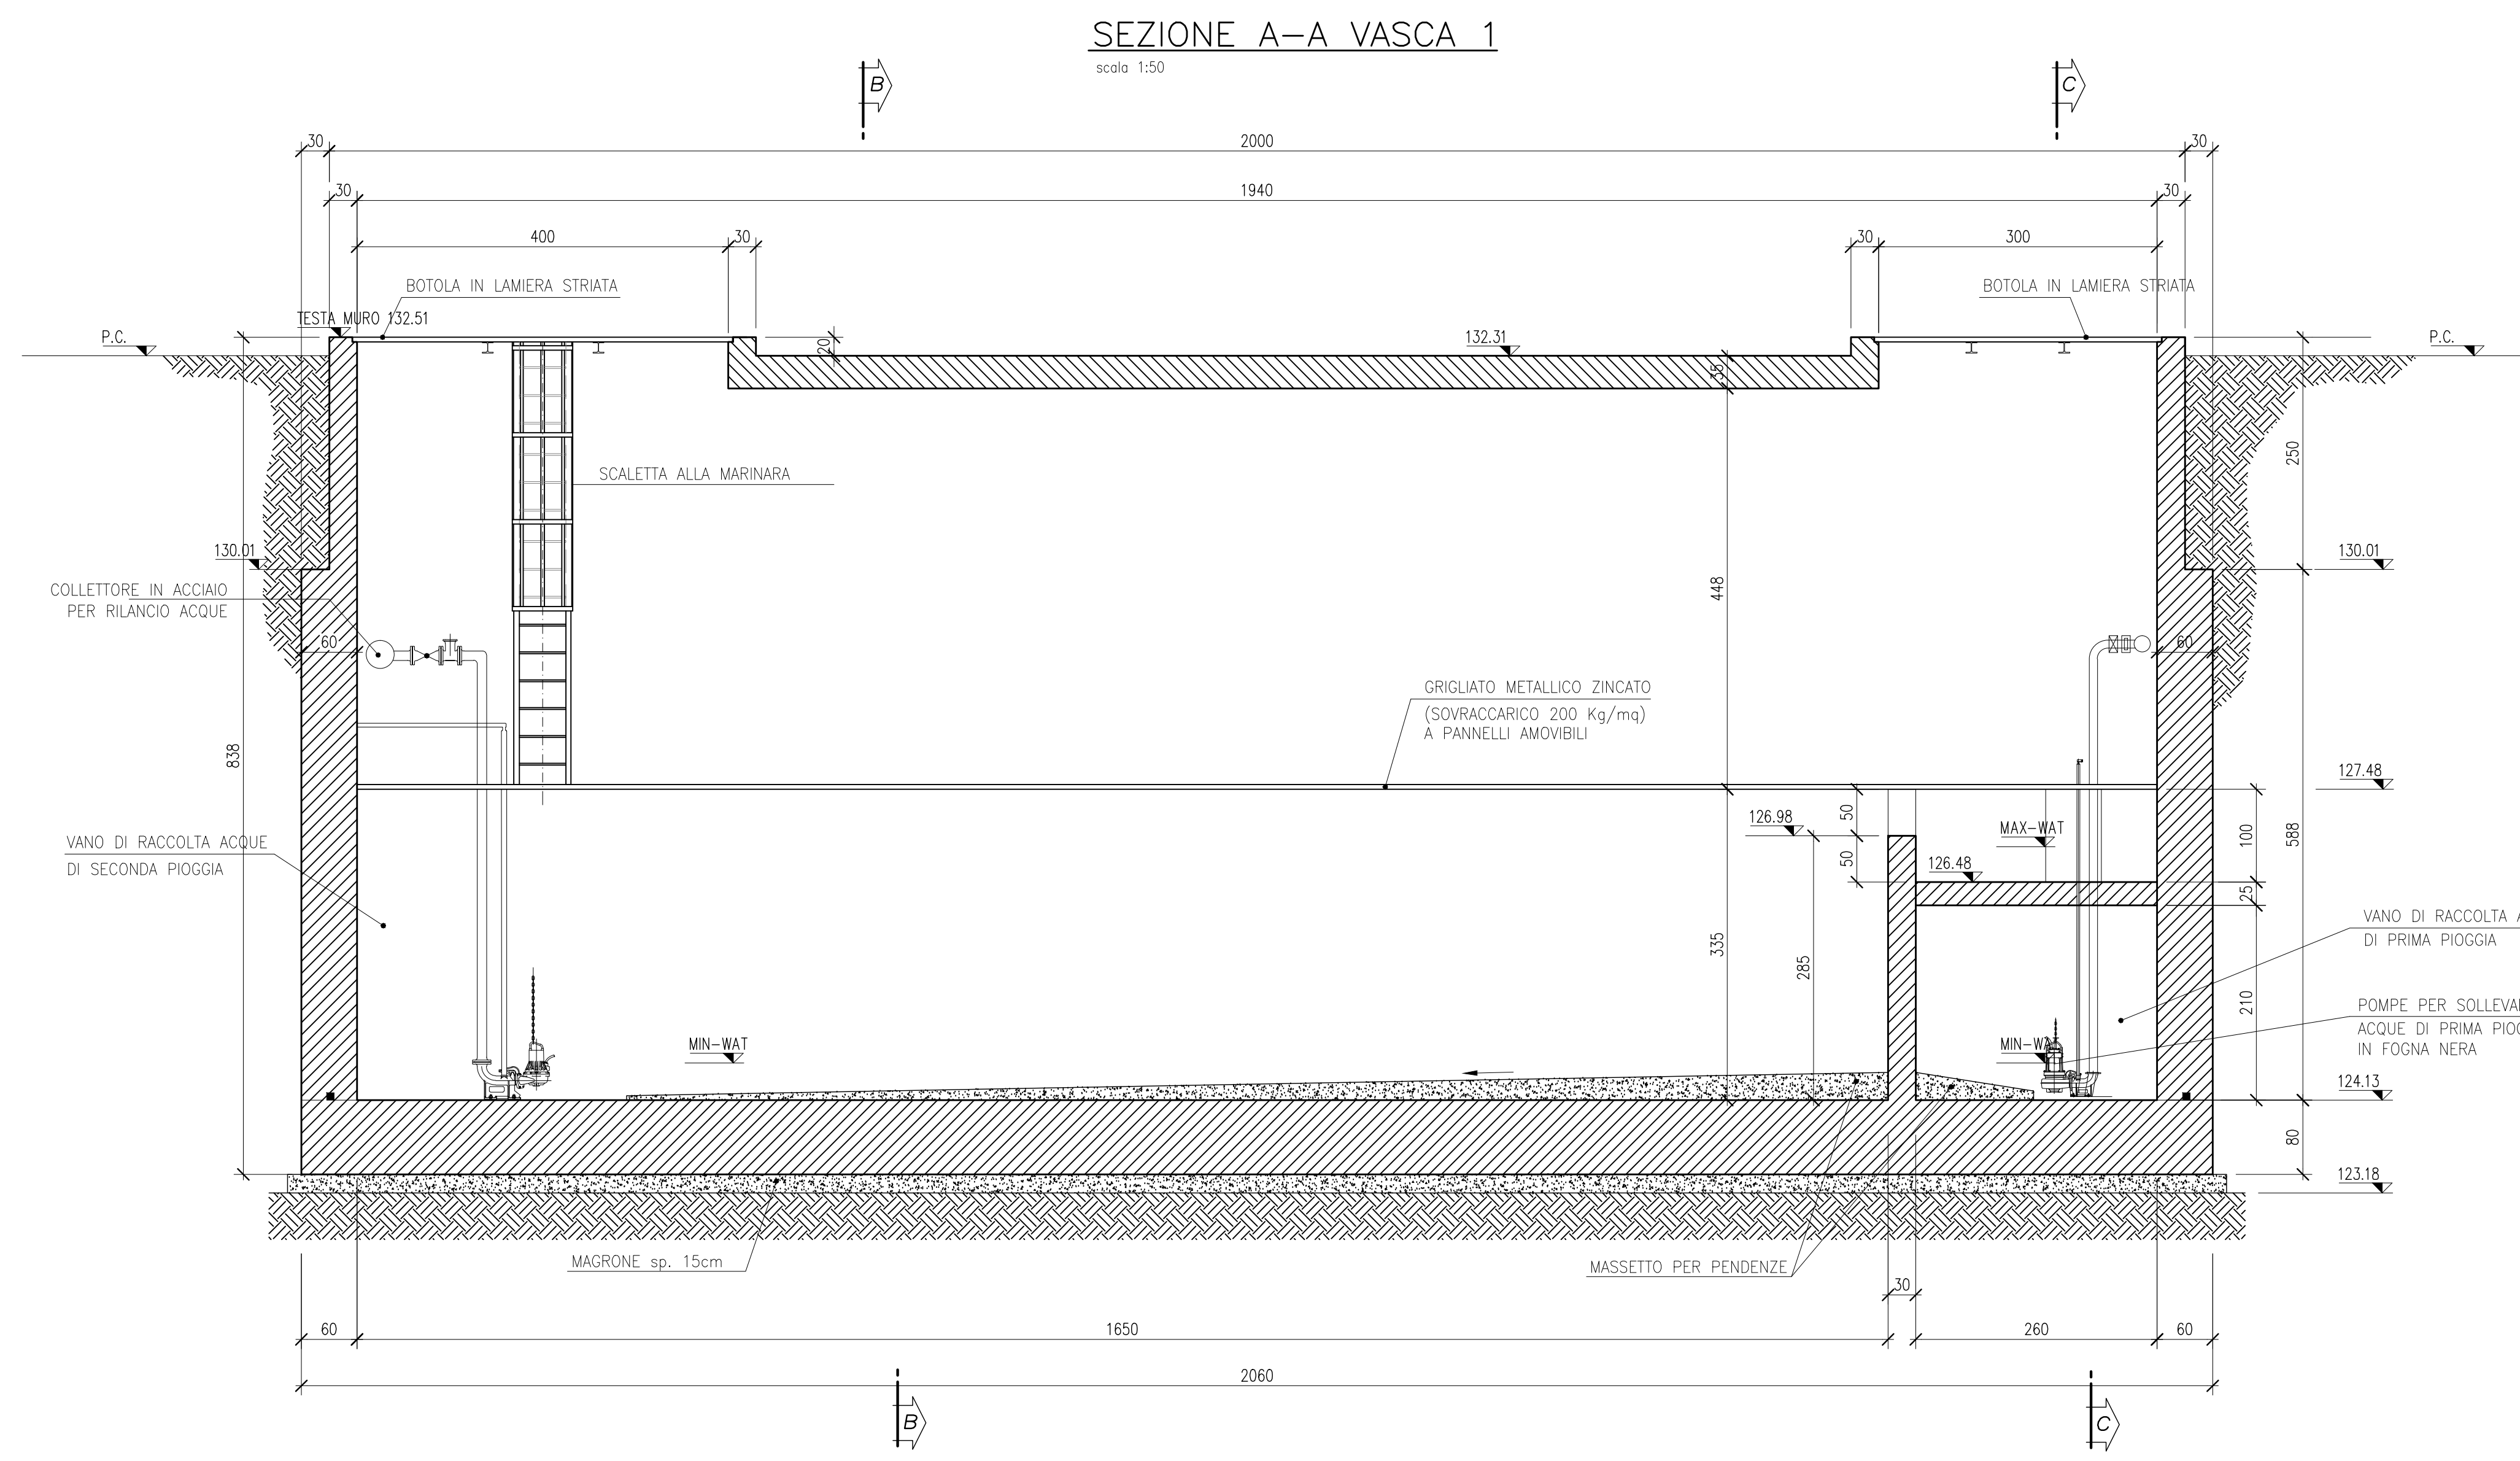 SEZIONE A-A VASCA 1
scala 1:50
B
C
30
2000
30
30
1940
30
400
30
30
300
BOTOLA IN LAMIERA STRIATA
BOTOLA IN LAMIERA STRIATA
TESTA MURO 132.51
P.C.
20
132.31
P.C.
35
250
SCALETTA ALLA MARINARA
130.01
130.01
COLLETTORE IN ACCIAIO
PER RILANCIO ACQUE
448
60
60
GRIGLIATO METALLICO ZINCATO
(SOVRACCARICO 200 Kg/mq)
A PANNELLI AMOVIBILI
838
127.48
50
126.98
MAX-WAT
100
588
VANO DI RACCOLTA ACQUE
DI SECONDA PIOGGIA
50
126.48
25
VANO DI RACCOLTA
DI PRIMA PIOGGIA
335
285
210
POMPE PER
ACQUE DI PRIMA
IN FOGNA NERA
MIN-WAT
MIN-WAT
124.13
80
123.18
MAGRONE sp. 15cm
MASSETTO PER PENDENZE
30
60
1650
260
60
2060
B
C